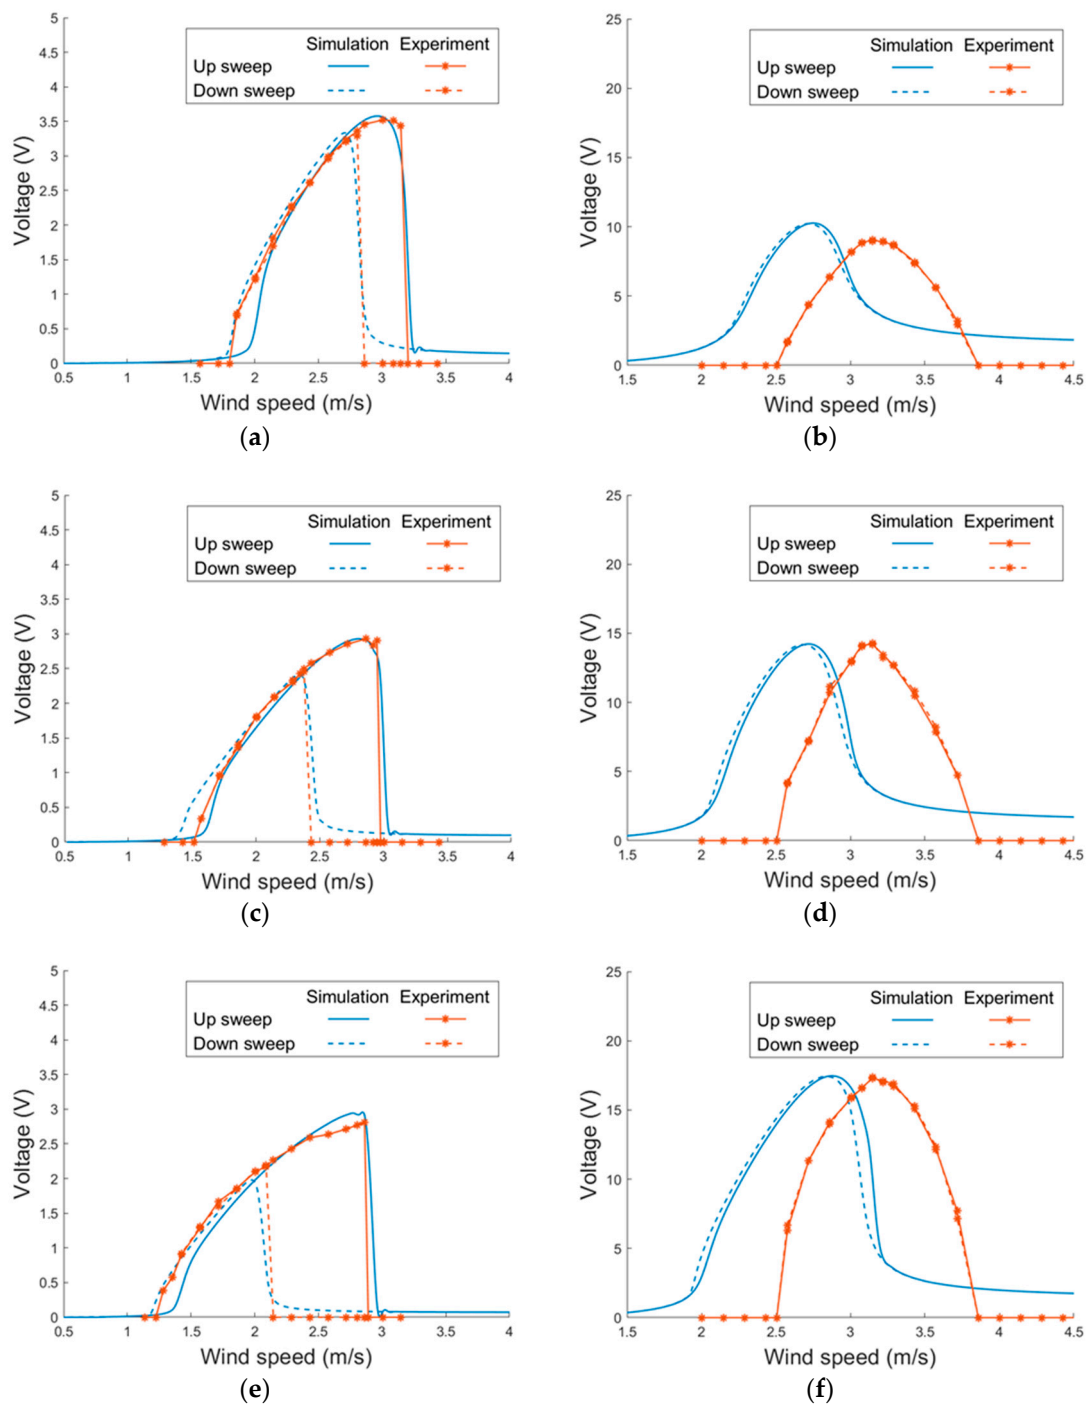 5
4.5
4
3.5
3
2.5
2
1.5
1
0.5
0
0.5 1 1.5 2 2.5 3 3.5 4
Voltage (V)
Wind speed (m/s)
Simulation Experiment
Up sweep
Down sweep
(a)
25
20
15
10
5
0
1.5 2 2.5 3 3.5 4 4.5
Voltage (V)
Wind speed (m/s)
Simulation Experiment
Up sweep
Down sweep
(b)
5
4.5
4
3.5
3
2.5
2
1.5
1
0.5
0
0.5 1 1.5 2 2.5 3 3.5 4
Voltage (V)
Wind speed (m/s)
Simulation Experiment
Up sweep
Down sweep
(c)
25
20
15
10
5
0
1.5 2 2.5 3 3.5 4 4.5
Voltage (V)
Wind speed (m/s)
Simulation Experiment
Up sweep
Down sweep
(d)
5
4.5
4
3.5
3
2.5
2
1.5
1
0.5
0
0.5 1 1.5 2 2.5 3 3.5 4
Voltage (V)
Wind speed (m/s)
Simulation Experiment
Up sweep
Down sweep
(e)
25
20
15
10
5
0
1.5 2 2.5 3 3.5 4 4.5
Voltage (V)
Wind speed (m/s)
Simulation Experiment
Up sweep
Down sweep
(f)